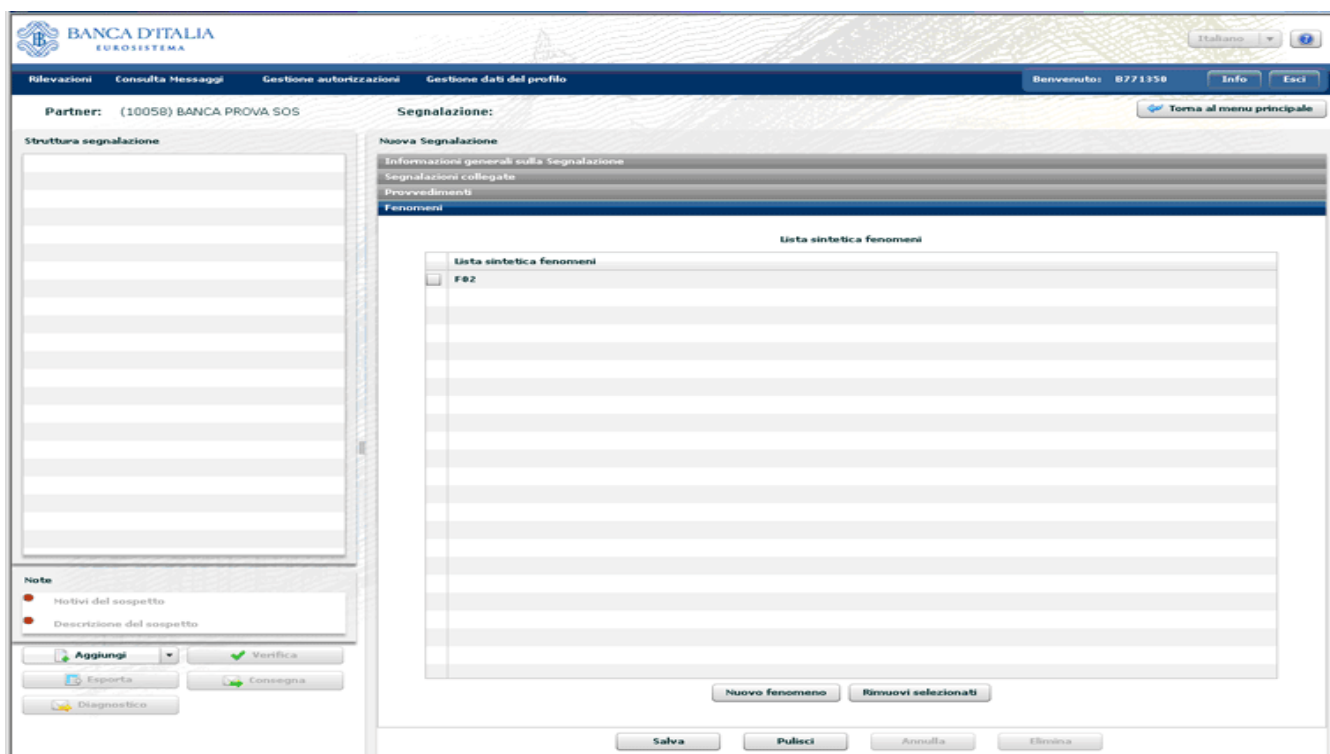 BANCA D'ITALIA
EUROSISTEMA
Italiano
Rilevazioni Consulta Messaggi Gestione autorizzazioni Gestione dati del profilo Benvenuto: B771350 Info Esci
Partner: (10058) BANCA PROVA SOS Segnalazione: Torna al menu principale
Struttura segnalazione
Nuova Segnalazione
Informazioni generali sulla Segnalazione
Segnalazioni collegate
Provvedimenti
Fenomeni
Lista sintetica fenomeni
Lista sintetica fenomeni
F02
Note
Motivi del sospetto
Descrizione del sospetto
Aggiungi Verifica
Esporta Consegna
Diagnostico
Nuovo fenomeno Rimuovi selezionati
Salva Pulisci Annulla Elimina